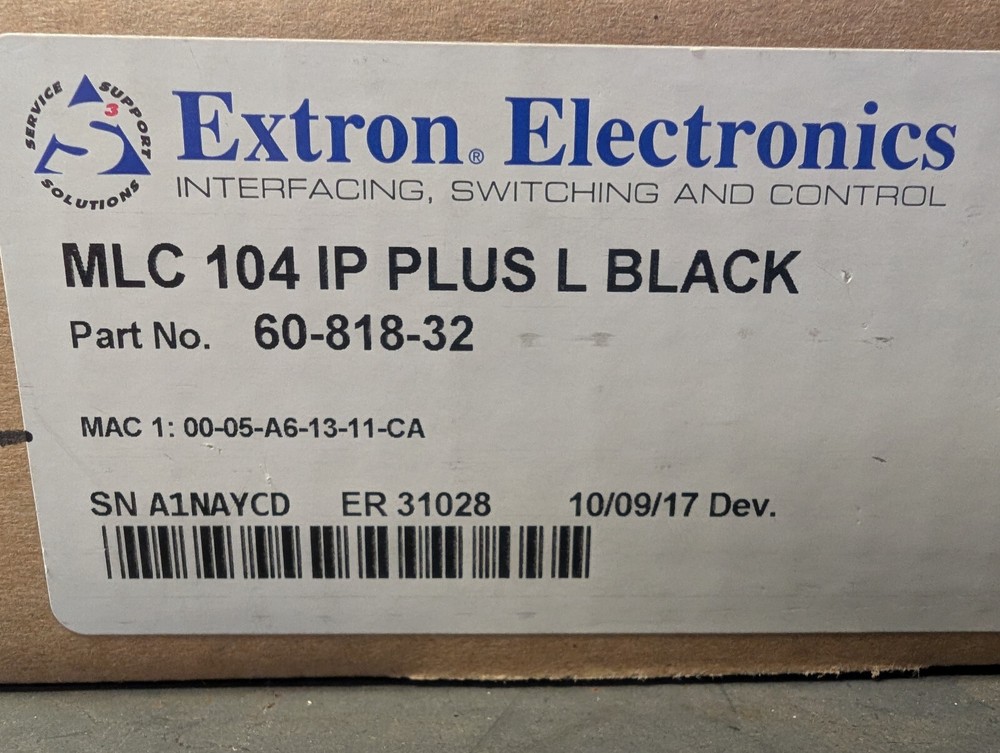 SERVICE SUPPORT SOLUTIONS
S3
Extron® Electronics
INTERFACING, SWITCHING AND CONTROL
MLC 104 IP PLUS L BLACK
Part No. 60-818-32
MAC 1: 00-05-A6-13-11-CA
SN A1NAYCD ER 31028 10/09/17 Dev.